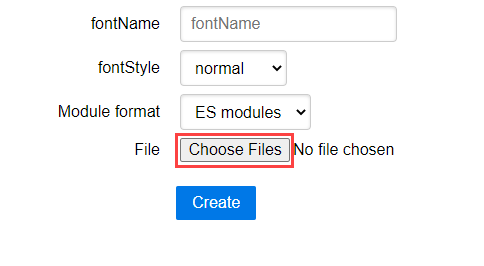 fontName fontName
fontStyle normal
Module format ES modules
File Choose Files No file chosen
Create